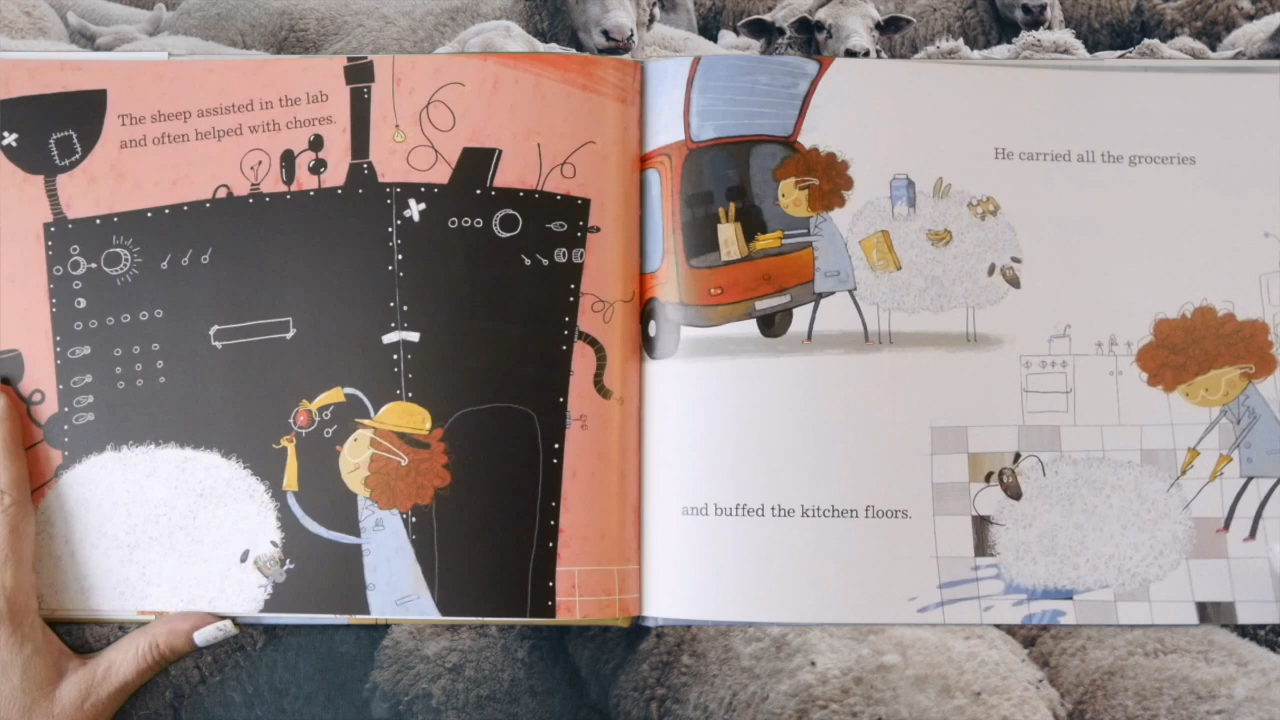 The sheep assisted in the lab
and often helped with chores.
He carried all the groceries
and buffed the kitchen floors.